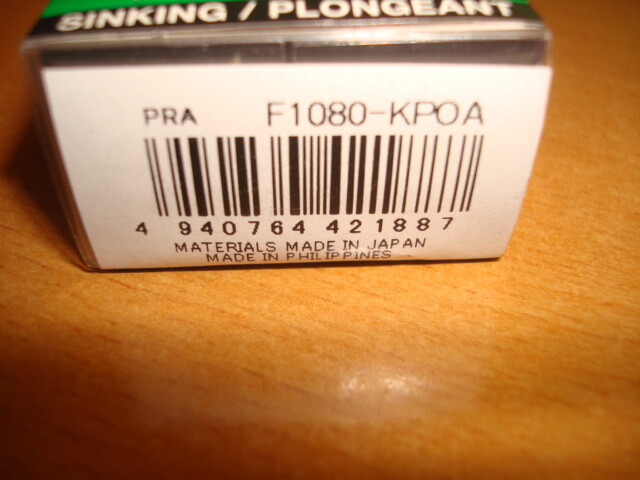 SINKING / PLONGEANT
PRA F1080-KPOA
4 940764 421887
MATERIALS MADE IN JAPAN
MADE IN PHILIPPINES